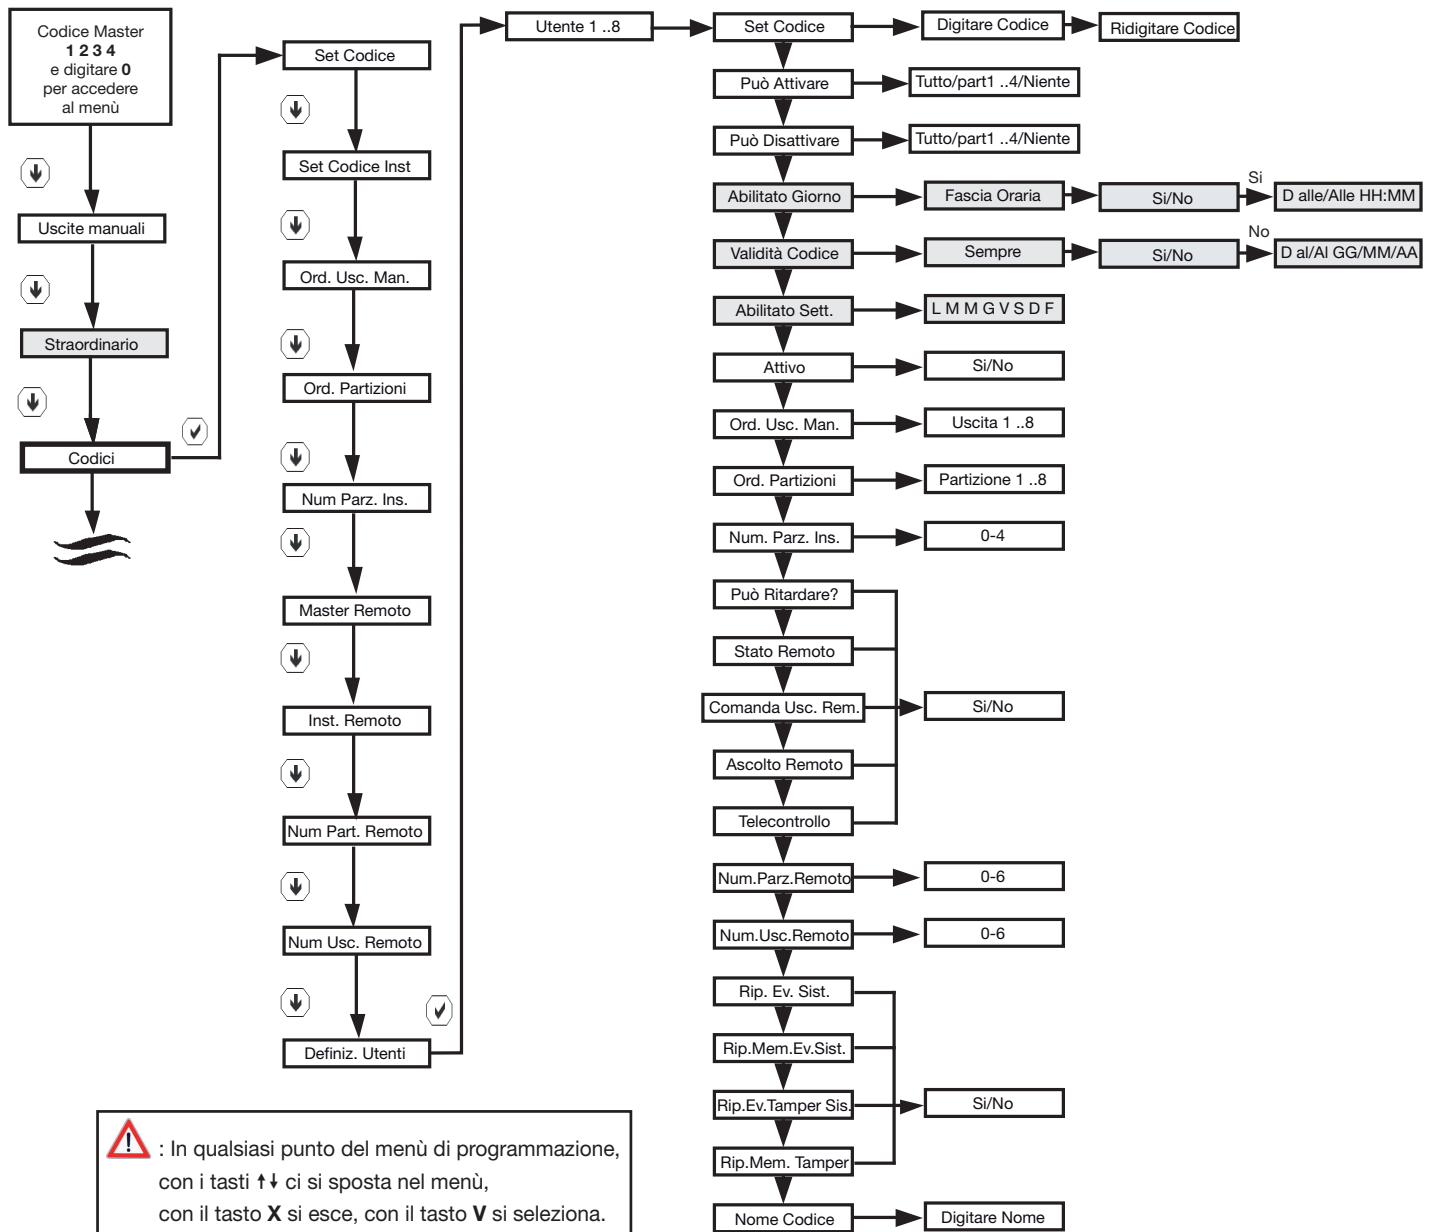 Codice Master
1 2 3 4
e digitare 0
per accedere
al menù
Uscite manuali
Straordinario
Codici
Set Codice
Set Codice Inst
Ord. Usc. Man.
Ord. Partizioni
Num Parz. Ins.
Master Remoto
Inst. Remoto
Num Part. Remoto
Num Usc. Remoto
Definiz. Utenti
Utente 1 ..8
Set Codice
Digitare Codice
Ridigitare Codice
Può Attivare
Tutto/part1 ..4/Niente
Può Disattivare
Tutto/part1 ..4/Niente
Abilitato Giorno
Fascia Oraria
Si/No
Si
D alle/Alle HH:MM
Validità Codice
Sempre
Si/No
No
D al/Al GG/MM/AA
Abilitato Sett.
L M M G V S D F
Attivo
Si/No
Ord. Usc. Man.
Uscita 1 ..8
Ord. Partizioni
Partizione 1 ..8
Num. Parz. Ins.
0-4
Può Ritardare?
Stato Remoto
Comanda Usc. Rem.
Si/No
Ascolto Remoto
Telecontrollo
Num.Parz.Remoto
0-6
Num.Usc.Remoto
0-6
Rip. Ev. Sist.
Rip.Mem.Ev.Sist.
Rip.Ev.Tamper Sis.
Si/No
Rip.Mem. Tamper
Nome Codice
Digitare Nome
: In qualsiasi punto del menù di programmazione,
con i tasti ↑↓ ci si sposta nel menù,
con il tasto X si esce, con il tasto V si seleziona.